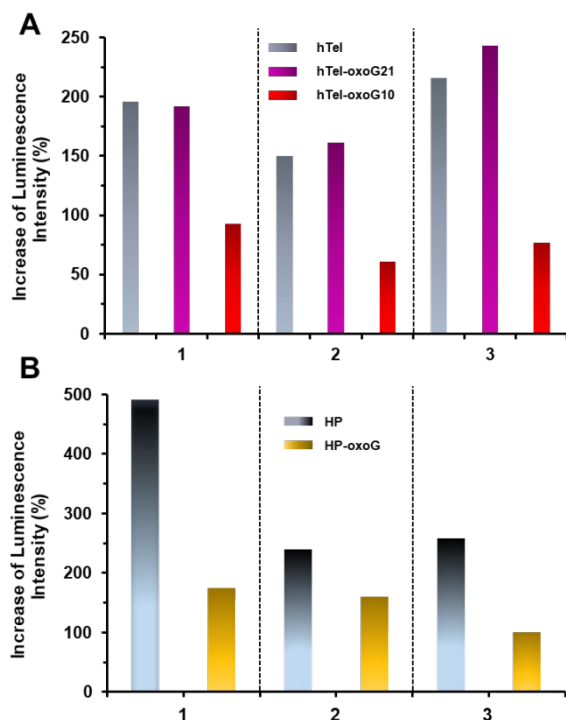 A
Increase of Luminescence
Intensity (%)
250
200
150
100
50
0
hTel
hTel-oxoG21
hTel-oxoG10
1 2 3
B
Increase of Luminescence
Intensity (%)
500
400
300
200
100
0
HP
HP-oxoG
1 2 3